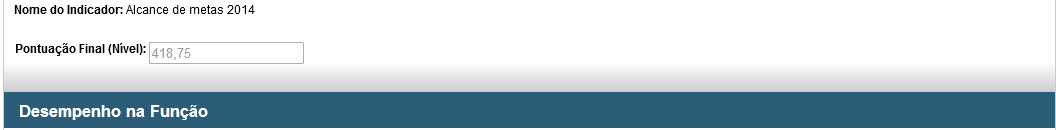 Nome do Indicador: Alcance de metas 2014
Pontuação Final (Nível): 418,75
Desempenho na Função